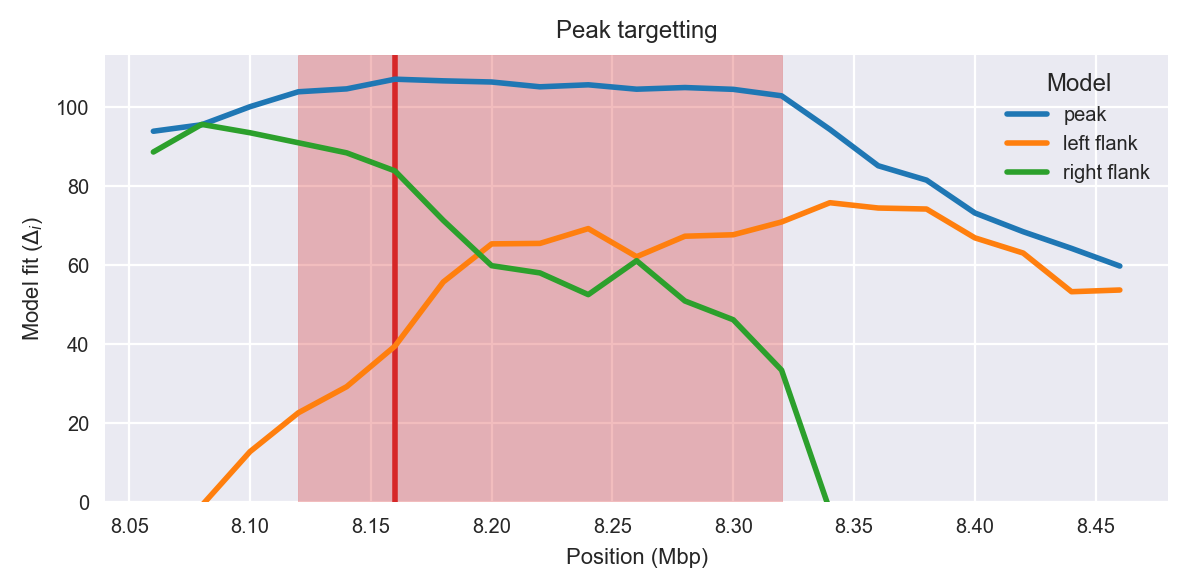 Peak targetting
Model
peak
left flank
right flank
Model fit (Δᵢ)
100
80
60
40
20
0
8.05 8.10 8.15 8.20 8.25 8.30 8.35 8.40 8.45
Position (Mbp)